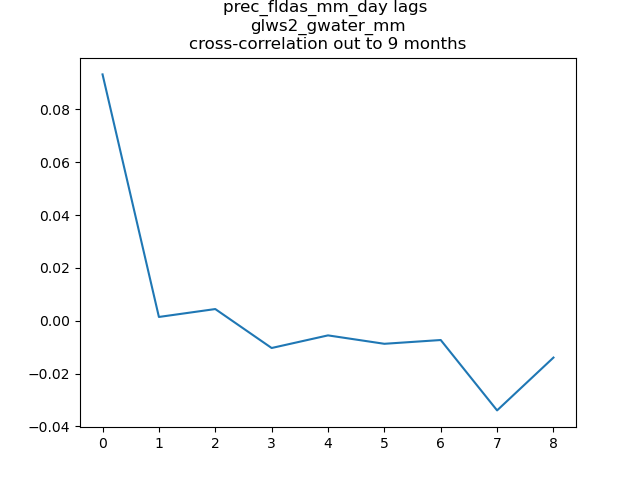 prec_fldas_mm_day lags
glws2_gwater_mm
cross-correlation out to 9 months
0.08
0.06
0.04
0.02
0.00
−0.02
−0.04
0 1 2 3 4 5 6 7 8